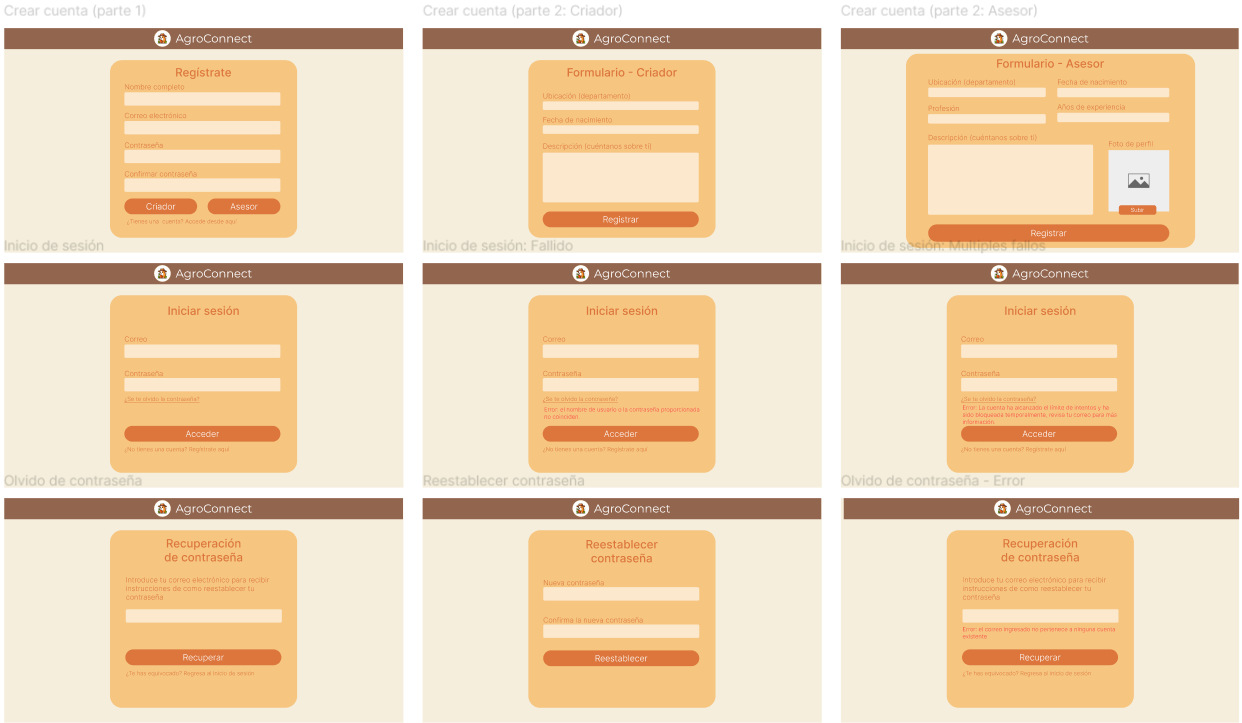 Crear cuenta (parte 1)
AgroConnect
Regístrate
Nombre completo
Correo electrónico
Contraseña
Confirmar contraseña
Criador
Asesor
¿Tienes una cuenta? Accede desde aquí
Crear cuenta (parte 2: Criador)
AgroConnect
Formulario - Criador
Ubicación (departamento)
Fecha de nacimiento
Descripción (cuéntanos sobre ti)
Registrar
Crear cuenta (parte 2: Asesor)
AgroConnect
Formulario - Asesor
Ubicación (departamento)
Fecha de nacimiento
Profesión
Años de experiencia
Descripción (cuéntanos sobre ti)
Foto de perfil
Subir
Registrar
Inicio de sesión
AgroConnect
Iniciar sesión
Correo
Contraseña
¿Se te olvido la contraseña?
Acceder
¿No tienes una cuenta? Regístrate aquí
Inicio de sesión: Fallido
AgroConnect
Iniciar sesión
Correo
Contraseña
¿Se te olvido la contraseña?
Error: el nombre de usuario o la contraseña proporcionada
no coinciden
Acceder
¿No tienes una cuenta? Regístrate aquí
Inicio de sesión: Multiples fallos
AgroConnect
Iniciar sesión
Correo
Contraseña
¿Se te olvido la contraseña?
Error: La cuenta ha alcanzado el límite de intentos y ha
sido bloqueada temporalmente, revisa tu correo para más
información.
Acceder
¿No tienes una cuenta? Regístrate aquí
Olvido de contraseña
AgroConnect
Recuperación
de contraseña
Introduce tu correo electrónico para recibir
instrucciones de como reestablecer tu
contraseña
Recuperar
¿Te has equivocado? Regresa al inicio de sesión
Reestablecer contraseña
AgroConnect
Reestablecer
contraseña
Nueva contraseña
Confirma la nueva contraseña
Reestablecer
Olvido de contraseña - Error
AgroConnect
Recuperación
de contraseña
Introduce tu correo electrónico para recibir
instrucciones de como reestablecer tu
contraseña
Error: el correo ingresado no pertenece a ninguna cuenta
existente
Recuperar
¿Te has equivocado? Regresa al inicio de sesión